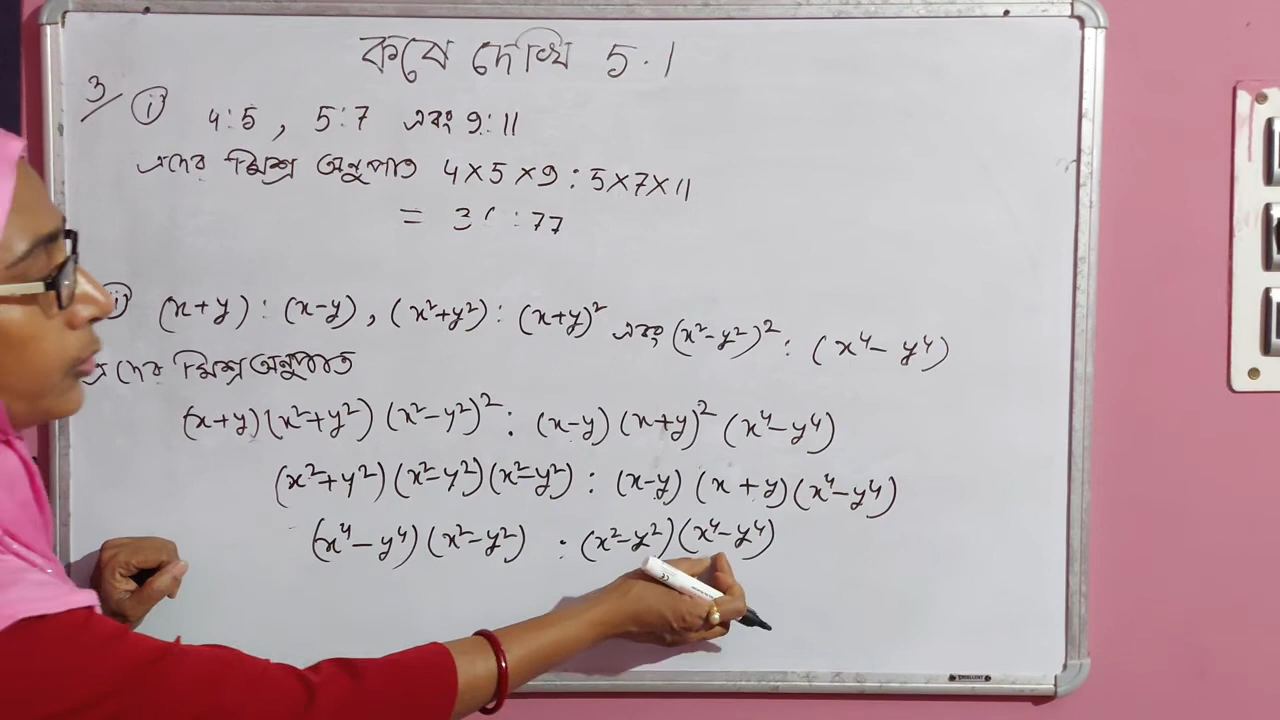 কষে দেখি 5.1
3/ (i) 4:5, 5:7 এবং 9:11
এদের মিশ্র অনুপাত 4×5×9 : 5×7×11
= 36 : 77
(ii) (x+y) : (x-y), (x²+y²) : (x+y)² এবং (x²-y²)² : (x⁴-y⁴)
এদের মিশ্র অনুপাত
(x+y)(x²+y²)(x²-y²)² : (x-y)(x+y)²(x⁴-y⁴)
(x²+y²)(x²-y²)(x²-y²) : (x-y)(x+y)(x⁴-y⁴)
(x⁴-y⁴)(x²-y²) : (x²-y²)(x⁴-y⁴)
EXCELLENT